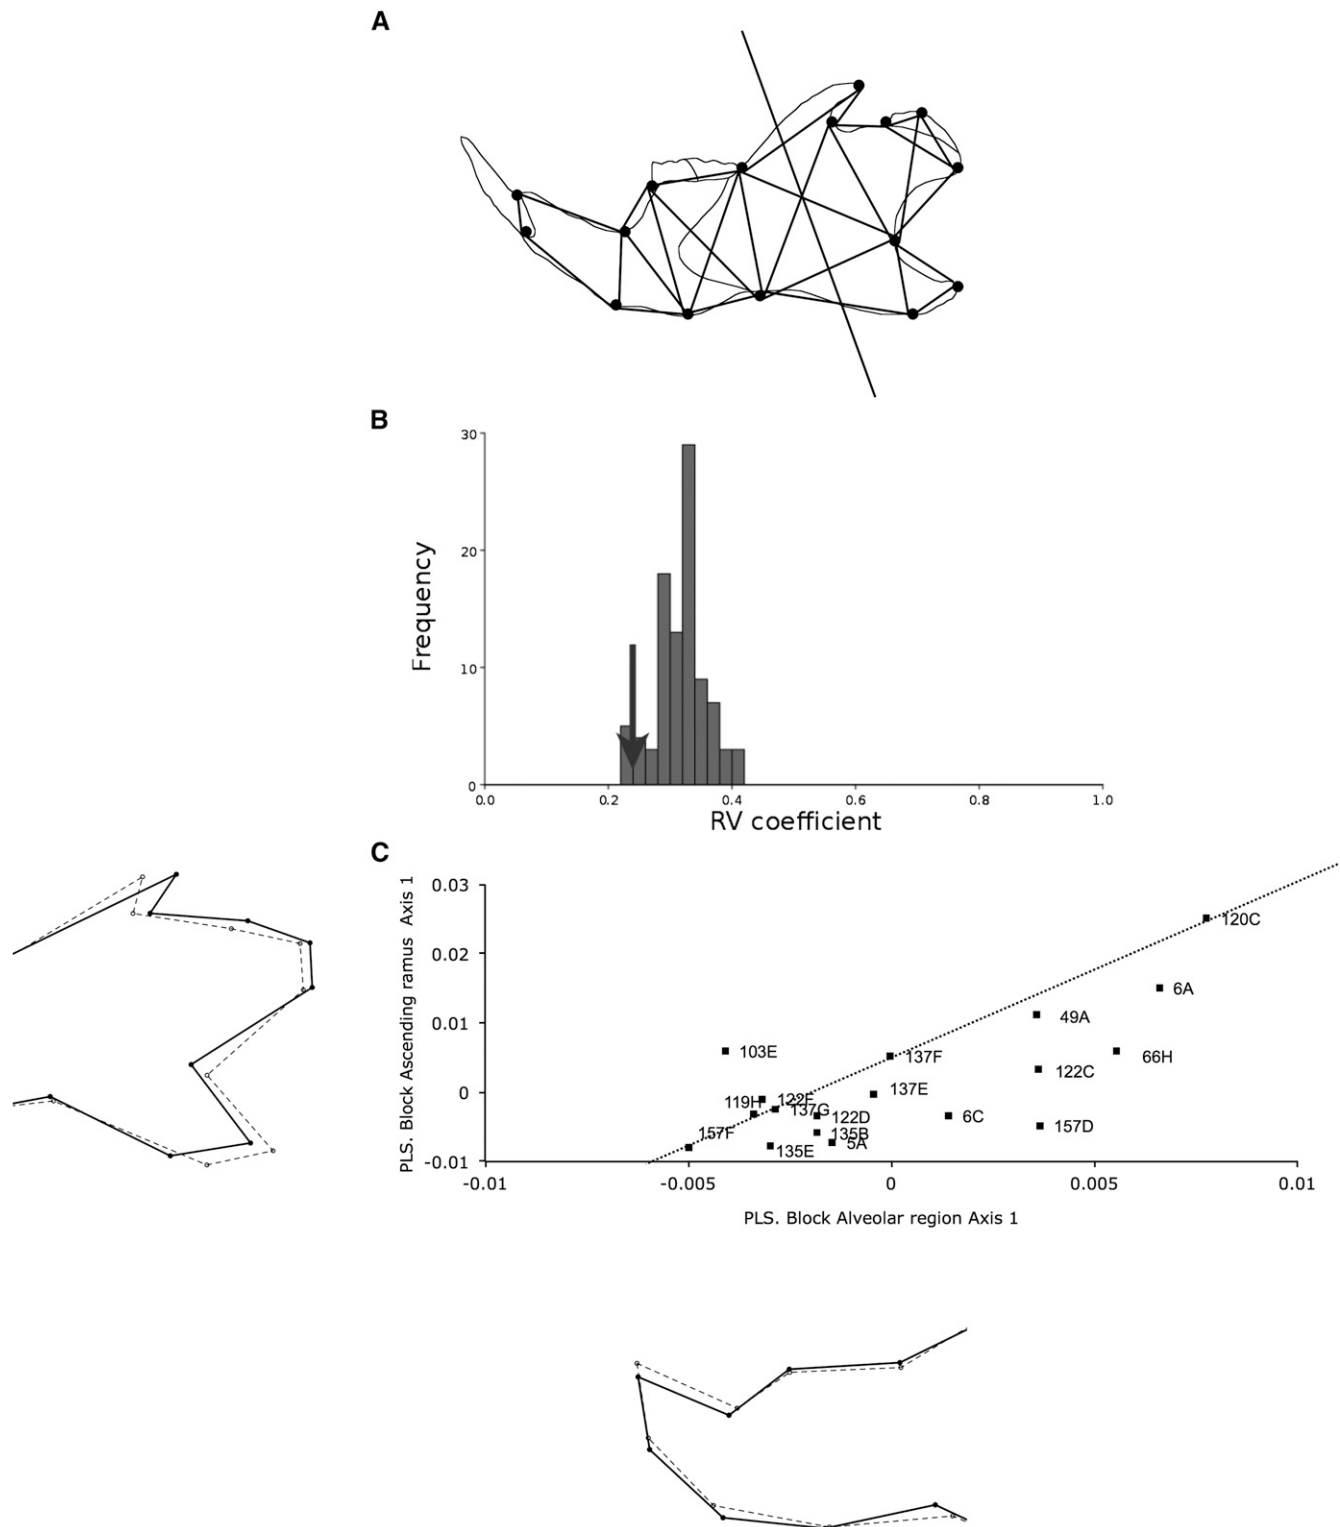 A
B
30
20
10
0
Frequency
0.0
0.2
0.4
0.6
0.8
1.0
RV coefficient
C
PLS. Block Ascending ramus Axis 1
0.03
0.02
0.01
0
-0.01
120C
6A
49A
103E
137F
66H
122C
137E
119H
122F
137G
122D
6C
157D
157F
135B
5A
135E
-0.01
-0.005
0
0.005
0.01
PLS. Block Alveolar region Axis 1